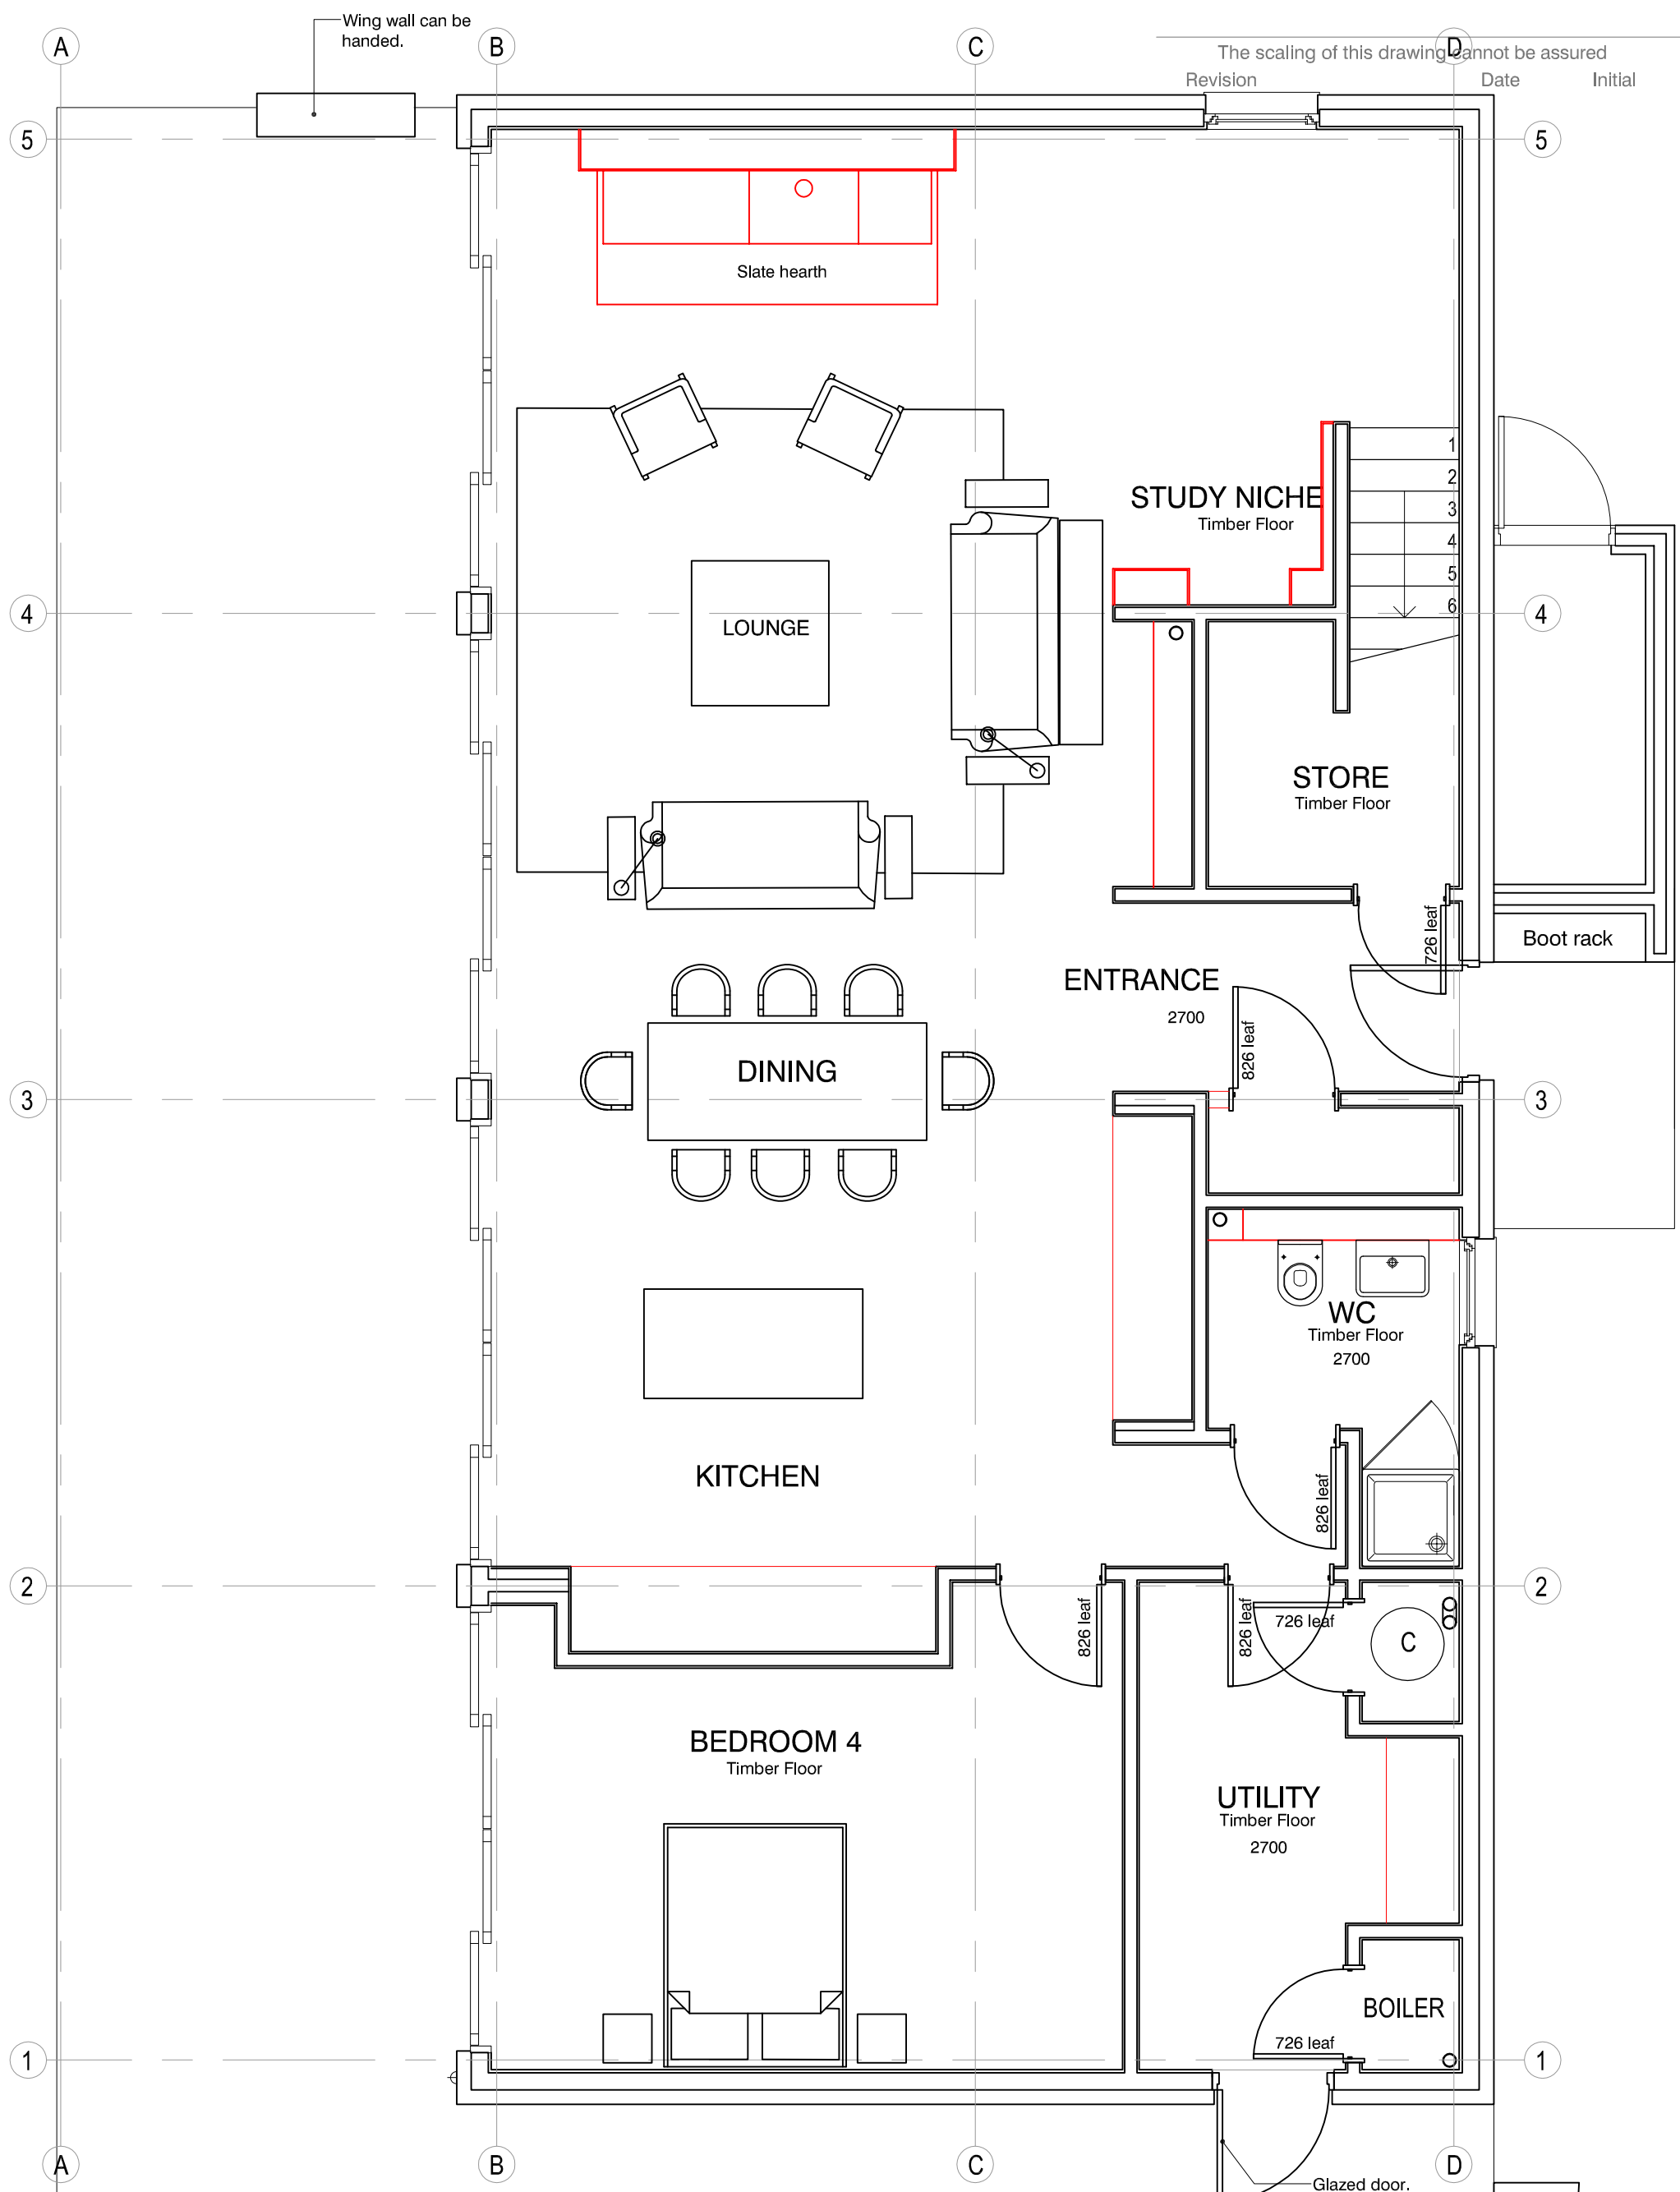 Wing wall can be
handed.
A
B
C
D
The scaling of this drawing cannot be assured
Revision
Date
Initial
5
5
Slate hearth
1
2
3
4
5
6
STUDY NICHE
Timber Floor
4
4
LOUNGE
STORE
Timber Floor
726 leaf
Boot rack
ENTRANCE
2700
826 leaf
DINING
3
3
WC
Timber Floor
2700
KITCHEN
826 leaf
2
2
826 leaf
826 leaf
726 leaf
C
BEDROOM 4
Timber Floor
UTILITY
Timber Floor
2700
BOILER
726 leaf
1
1
A
B
C
D
Glazed door.